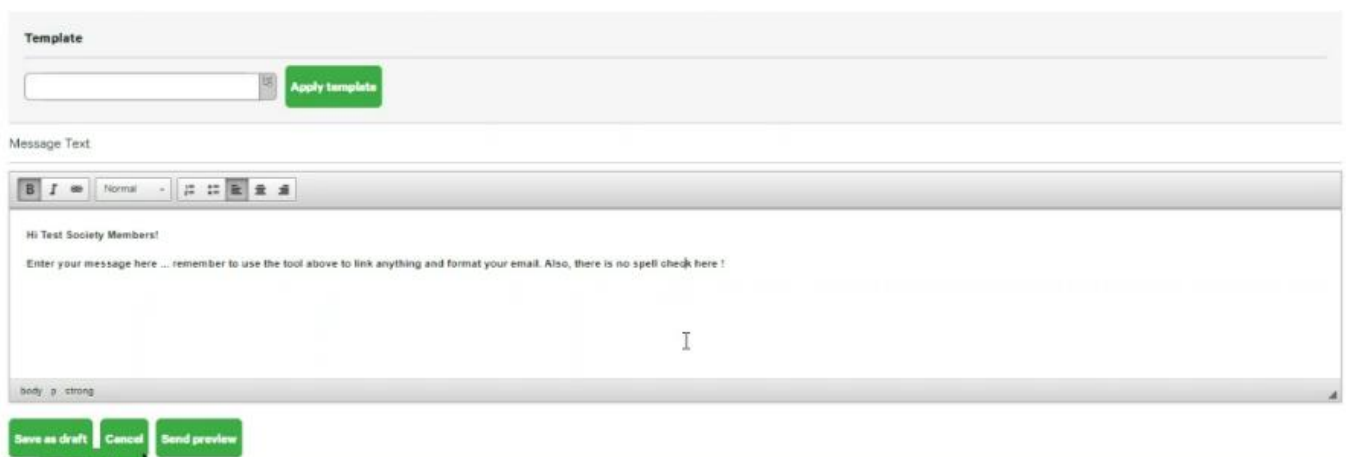 Template
Apply template
Message Text
B I Normal
Hi Test Society Members!
Enter your message here ... remember to use the tool above to link anything and format your email. Also, there is no spell check here !
body p strong
Save as draft Cancel Send preview